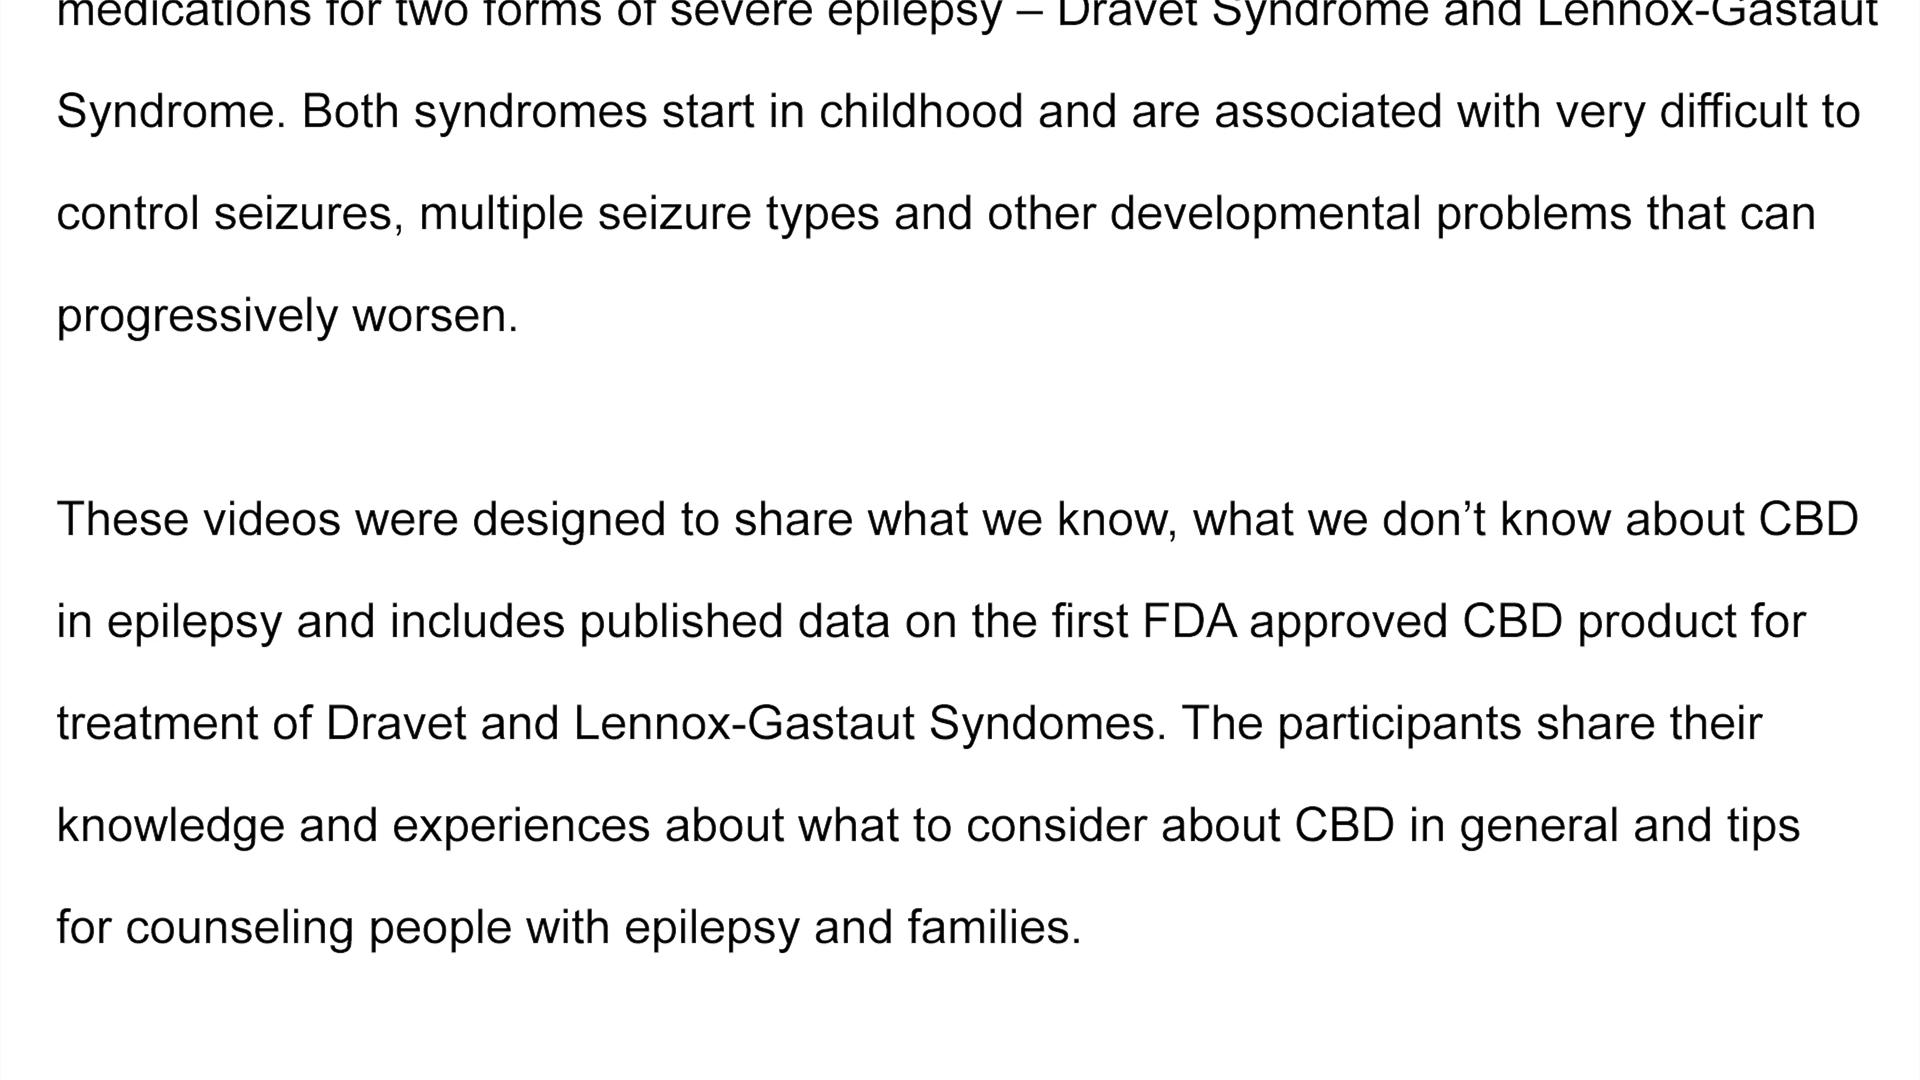 medications for two forms of severe epilepsy – Dravet Syndrome and Lennox-Gastaut
Syndrome. Both syndromes start in childhood and are associated with very difficult to
control seizures, multiple seizure types and other developmental problems that can
progressively worsen.
These videos were designed to share what we know, what we don’t know about CBD
in epilepsy and includes published data on the first FDA approved CBD product for
treatment of Dravet and Lennox-Gastaut Syndomes. The participants share their
knowledge and experiences about what to consider about CBD in general and tips
for counseling people with epilepsy and families.